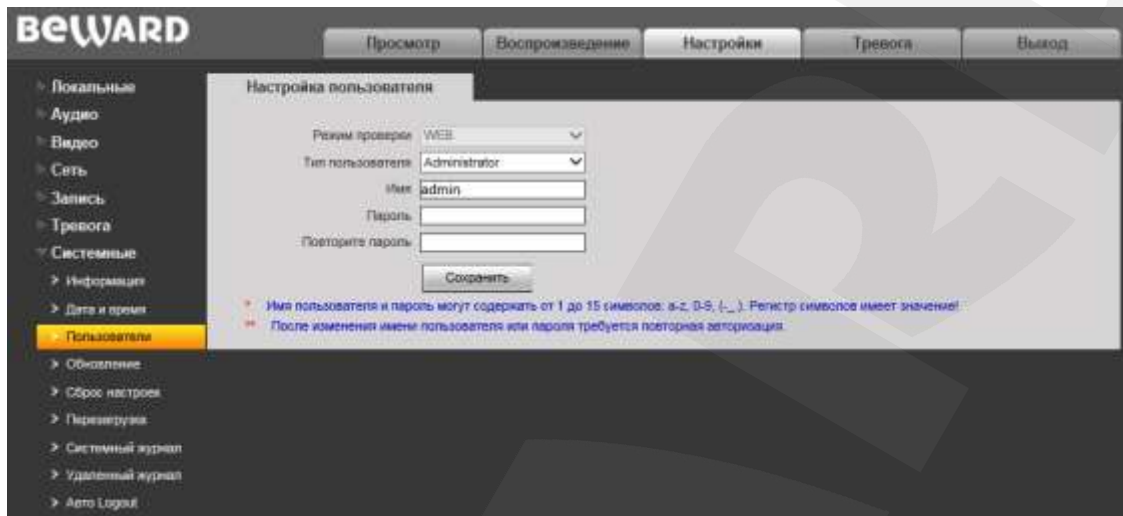 BEWARD
Просмотр
Воспроизведение
Настройки
Тревога
Выход
Локальные
Аудио
Видео
Сеть
Запись
Тревога
Системные
Информация
Дата и время
Пользователи
Обновление
Сброс настроек
Перезагрузка
Системный журнал
Удаленный журнал
Авто Logout
Настройка пользователя
Режим проверки WEB
Тип пользователя Administrator
Имя admin
Пароль
Повторите пароль
Сохранить
* Имя пользователя и пароль могут содержать от 1 до 15 символов: a-z, 0-9, (-_ ). Регистр символов имеет значение!
** После изменения имени пользователя или пароля требуется повторная авторизация.